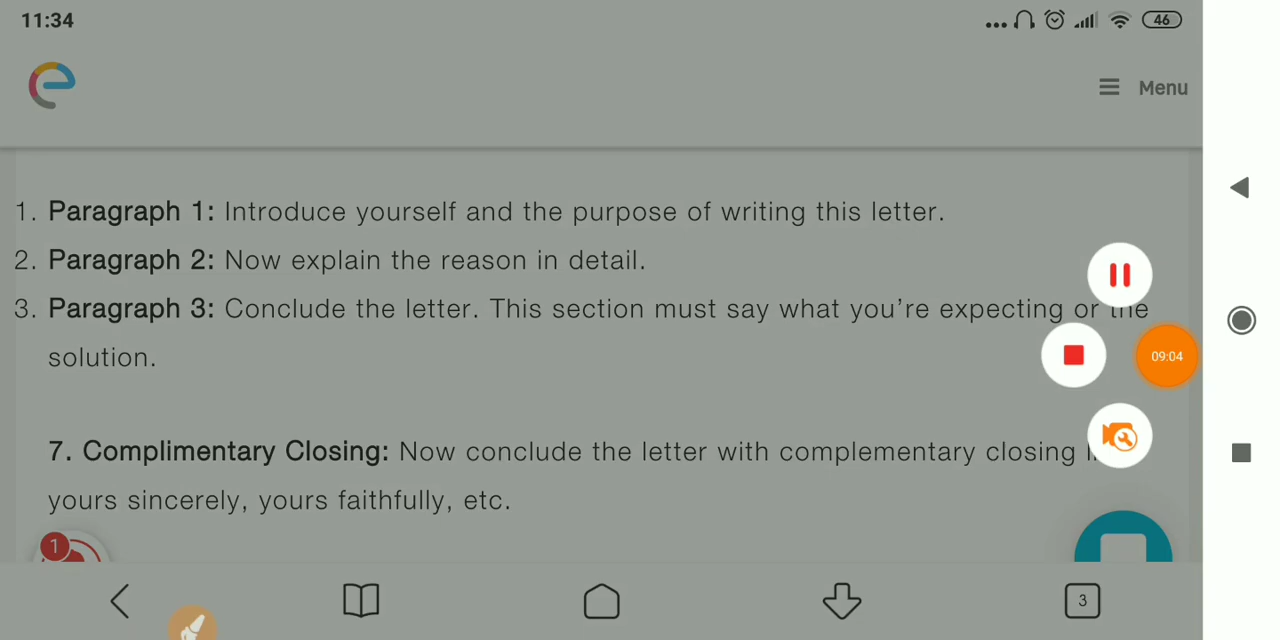 11:34
46
Menu
1. Paragraph 1: Introduce yourself and the purpose of writing this letter.
2. Paragraph 2: Now explain the reason in detail.
3. Paragraph 3: Conclude the letter. This section must say what you're expecting or the
solution.
09:04
7. Complimentary Closing: Now conclude the letter with complementary closing
yours sincerely, yours faithfully, etc.
1
3